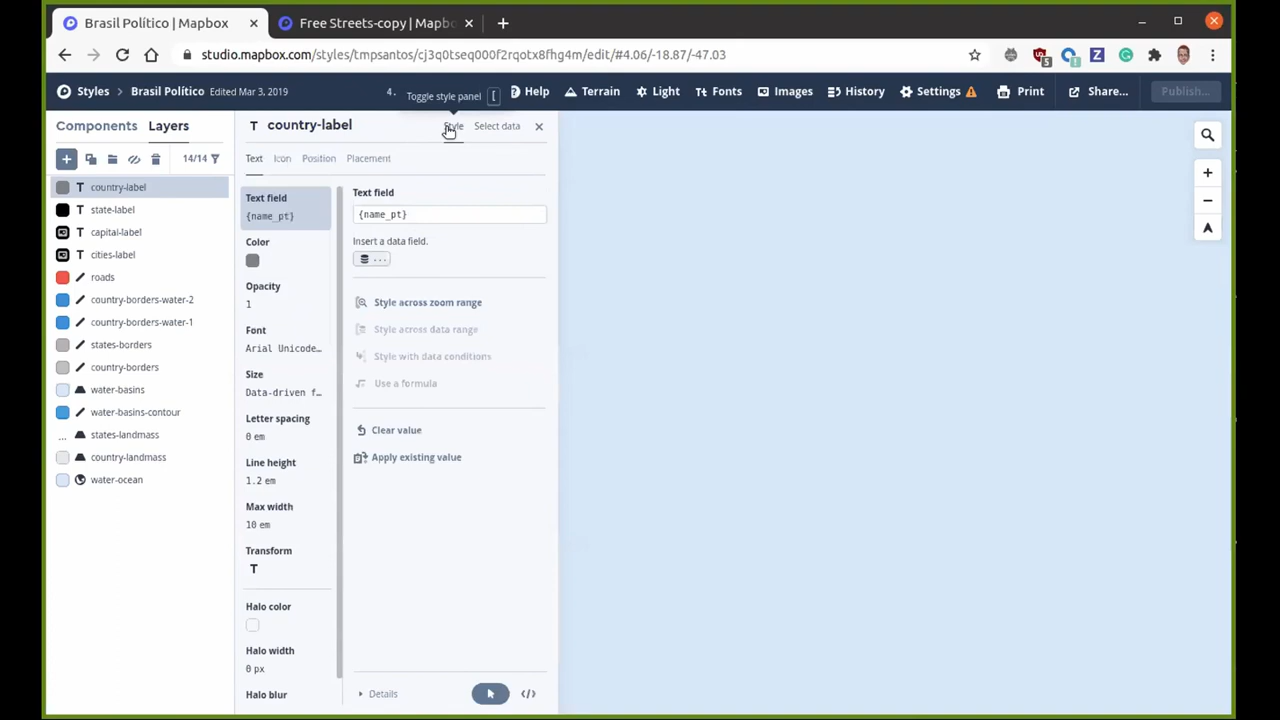 Brasil Político | Mapbox
Free Streets-copy | Mapb
studio.mapbox.com/styles/tmpsantos/cj3q0tseq000f2rqotx8fhg4m/edit/#4.06/-18.87/-47.03
5
1
Styles
Brasil Político
Edited Mar 3, 2019
4.
Toggle style panel
[
Help
Terrain
Light
Fonts
Images
History
Settings
Print
Share...
Publish...
Components
Layers
14/14
country-label
state-label
capital-label
cities-label
roads
country-borders-water-2
country-borders-water-1
states-borders
country-borders
water-basins
water-basins-contour
states-landmass
country-landmass
water-ocean
T
country-label
Style
Select data
Text
Icon
Position
Placement
Text field
{name_pt}
Color
Opacity
1
Font
Arial Unicode…
Size
Data-driven f…
Letter spacing
0 em
Line height
1.2 em
Max width
10 em
Transform
T
Halo color
Halo width
0 px
Halo blur
Text field
{name_pt}
Insert a data field.
...
Style across zoom range
Style across data range
Style with data conditions
Use a formula
Clear value
Apply existing value
Details